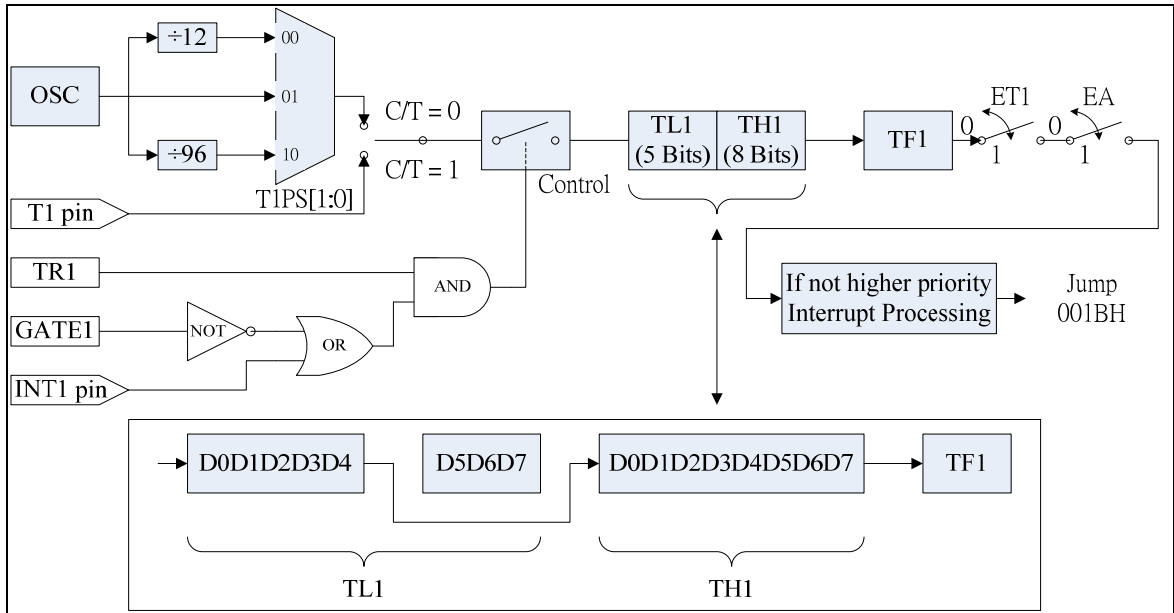 OSC
÷12
÷96
00
01
10
T1PS[1:0]
C/T = 0
C/T = 1
Control
TL1
(5 Bits)
TH1
(8 Bits)
TF1
ET1
0
1
EA
0
1
T1 pin
TR1
GATE1
INT1 pin
NOT
OR
AND
If not higher priority
Interrupt Processing
Jump
001BH
D0D1D2D3D4
D5D6D7
D0D1D2D3D4D5D6D7
TF1
TL1
TH1